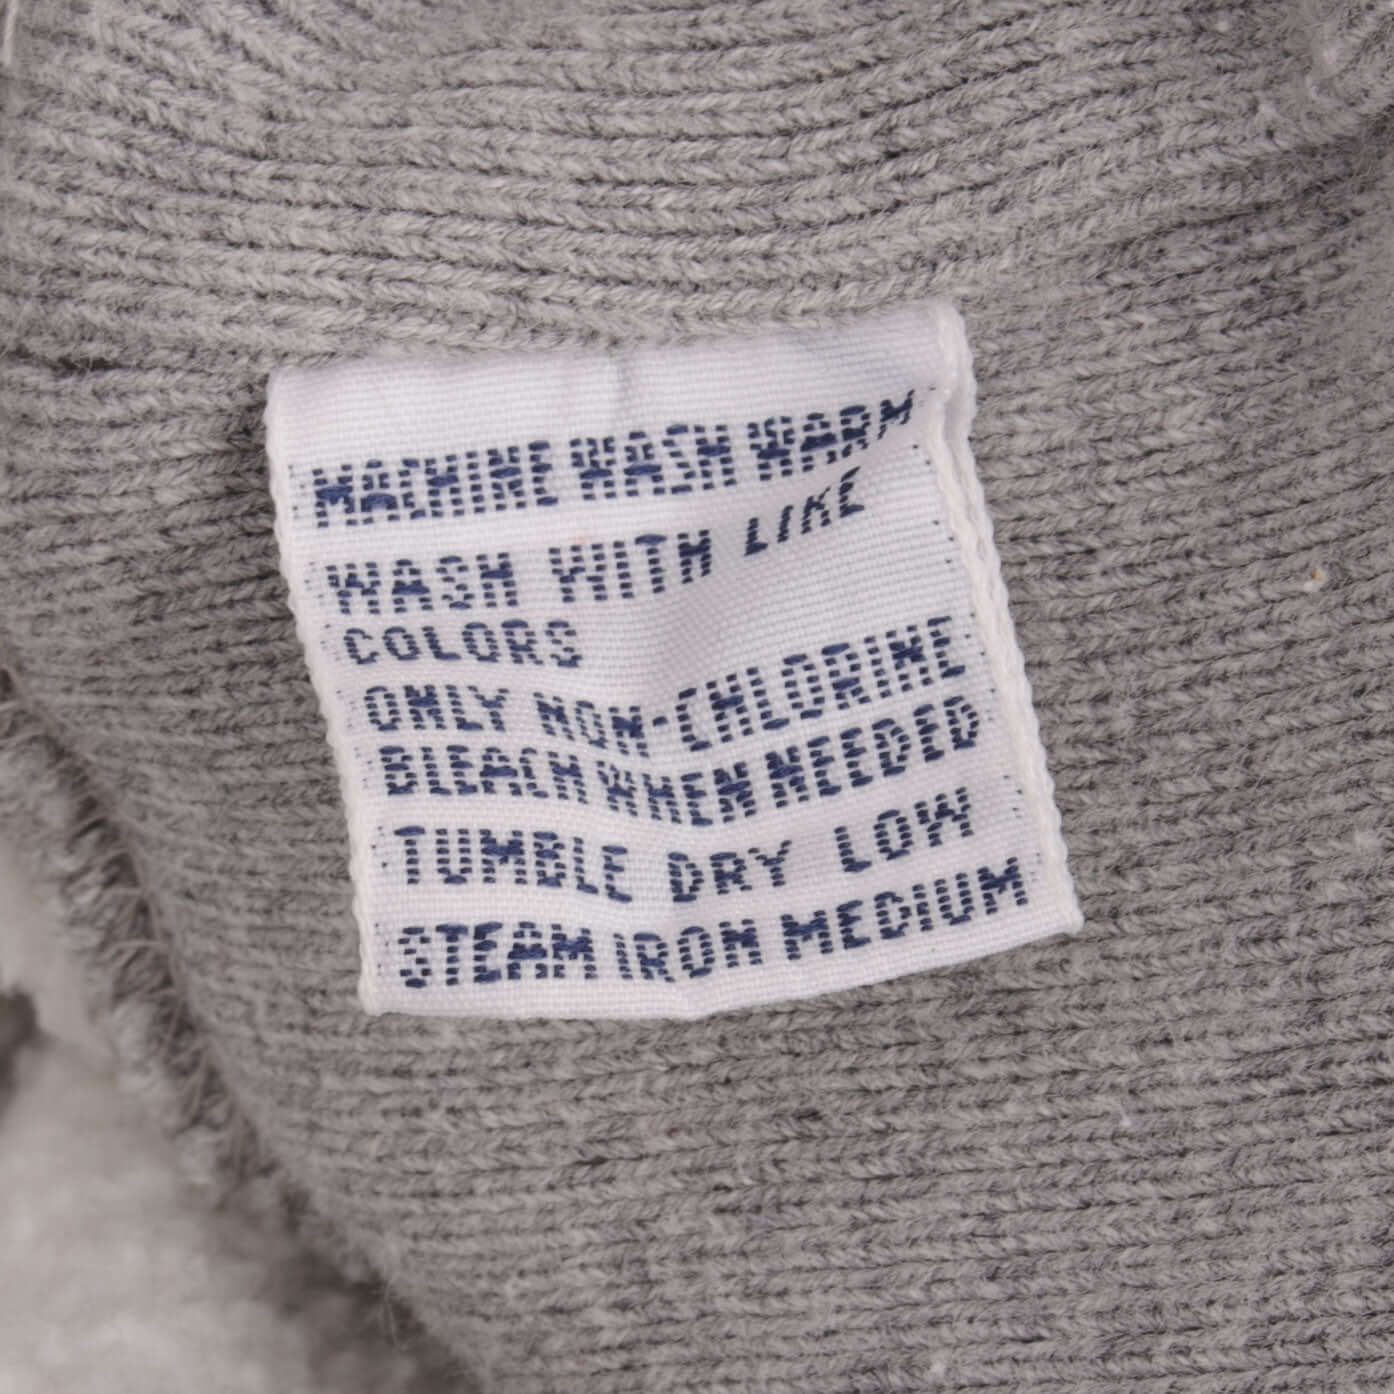 MACHINE WASH WARM
WASH WITH LIKE
COLORS
ONLY NON-CHLORINE
BLEACH WHEN NEEDED
TUMBLE DRY LOW
STEAM IRON MEDIUM